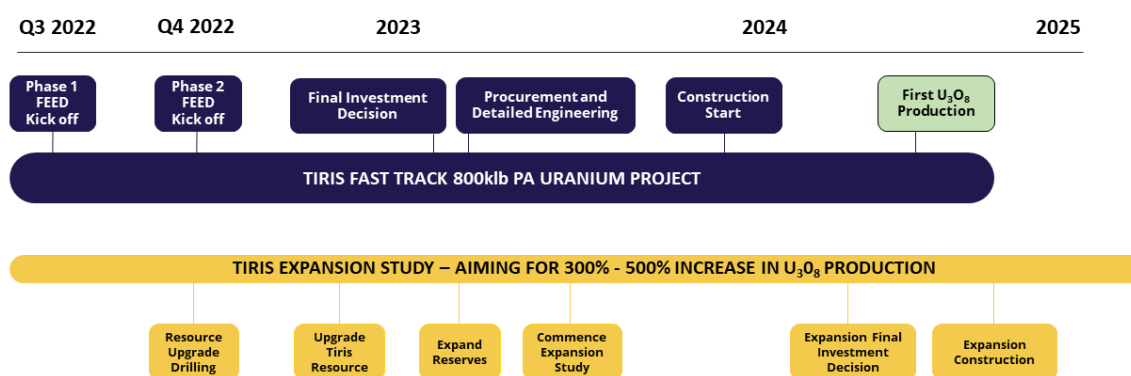 Q3 2022
Q4 2022
2023
2024
2025
Phase 1
FEED
Kick off
Phase 2
FEED
Kick off
Final Investment
Decision
Procurement and
Detailed Engineering
Construction
Start
First U₃O₈
Production
TIRIS FAST TRACK 800klb PA URANIUM PROJECT
TIRIS EXPANSION STUDY – AIMING FOR 300% - 500% INCREASE IN U₃0₈ PRODUCTION
Resource
Upgrade
Drilling
Upgrade
Tiris
Resource
Expand
Reserves
Commence
Expansion
Study
Expansion Final
Investment
Decision
Expansion
Construction